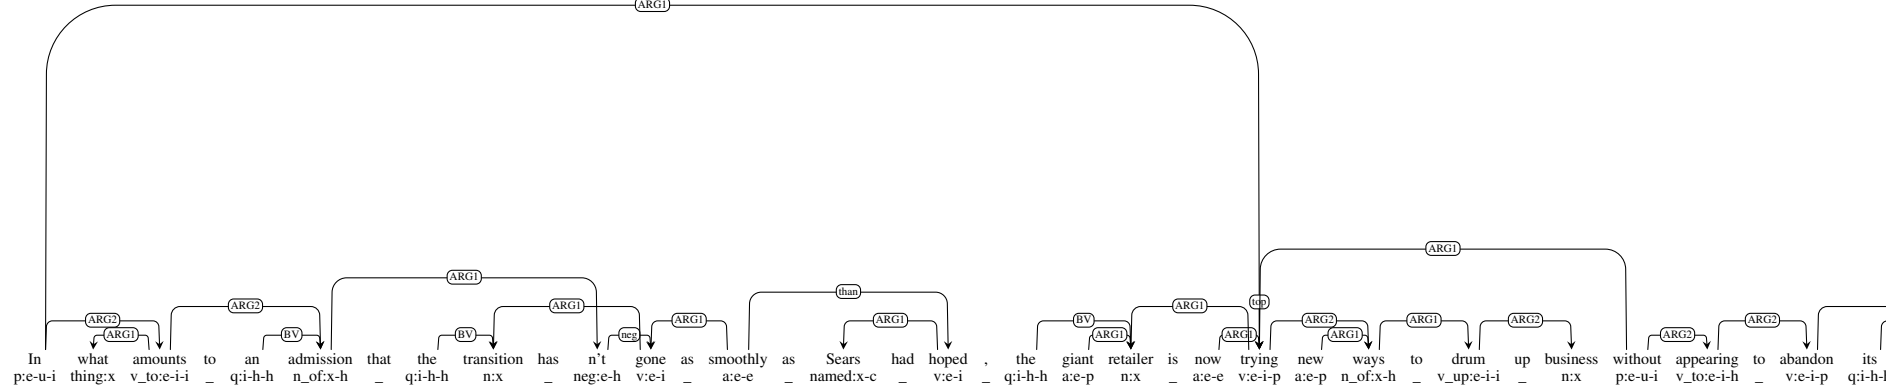 ARG1
ARG1
ARG1
than
top
ARG2
ARG1
ARG2
ARG1
BV
neg
ARG1
BV
ARG1
ARG1
BV
ARG1
ARG1
ARG2
ARG1
ARG1
ARG2
ARG2
ARG2
In what amounts to an admission that the transition has n't gone as smoothly as Sears had hoped , the giant retailer is now trying new ways to drum up business without appearing to abandon its
p:e-u-i thing:x v_to:e-i-i _ q:i-h-h n_of:x-h _ q:i-h-h n:x _ neg:e-h v:e-i _ a:e-e _ named:x-c _ v:e-i _ q:i-h-h a:e-p n:x _ a:e-e v:e-i-p a:e-p n_of:x-h _ v_up:e-i-i _ n:x p:e-u-i v_to:e-i-h _ v:e-i-p